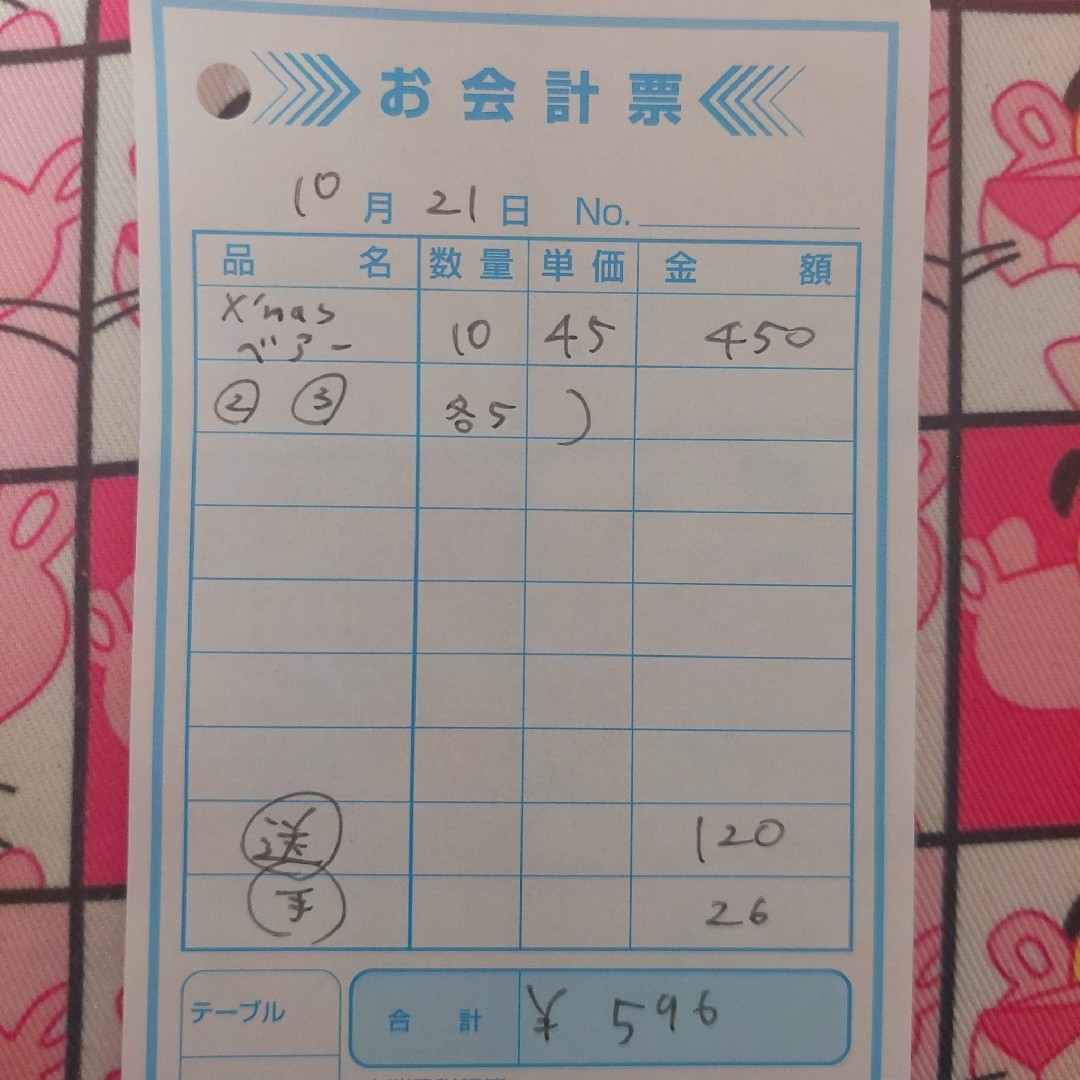 お会計票
10月21日 No.
品名 数量 単価 金額
X'mas
ベアー 10 45 450
② ③ 各5 )
送 120
手 26
テーブル
合計 ¥596